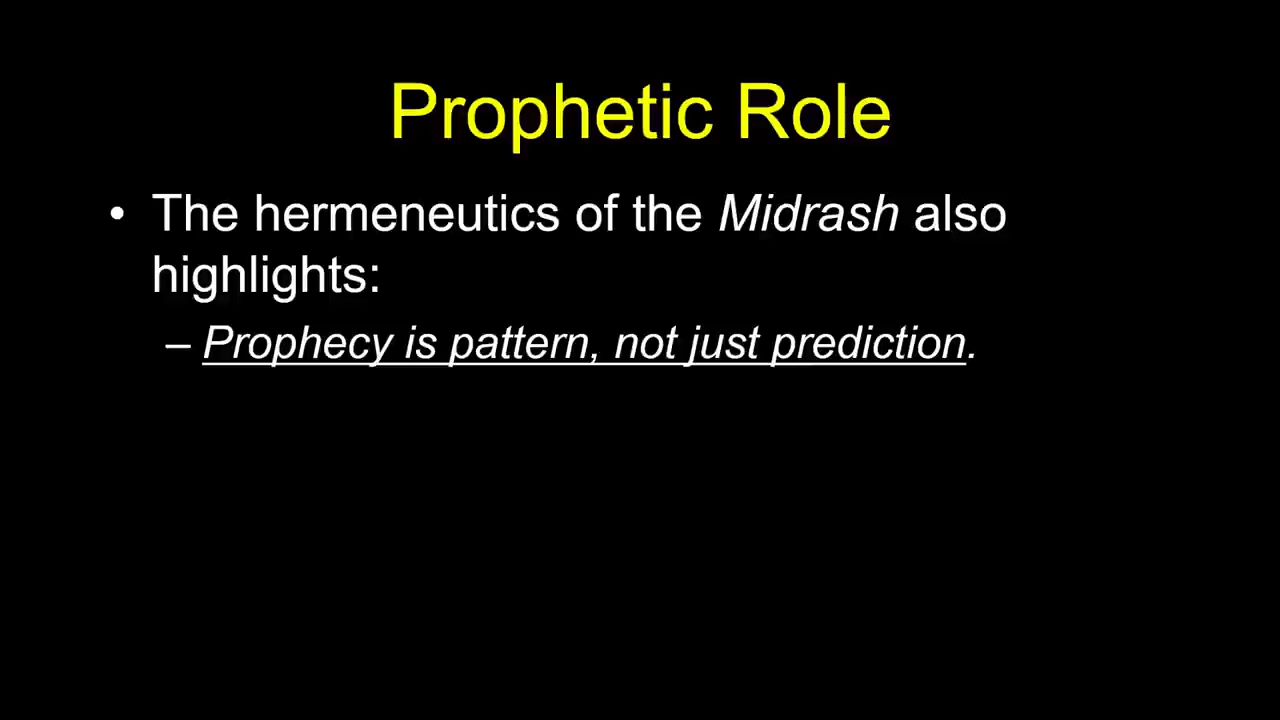 Prophetic Role
• The hermeneutics of the Midrash also
highlights:
– Prophecy is pattern, not just prediction.